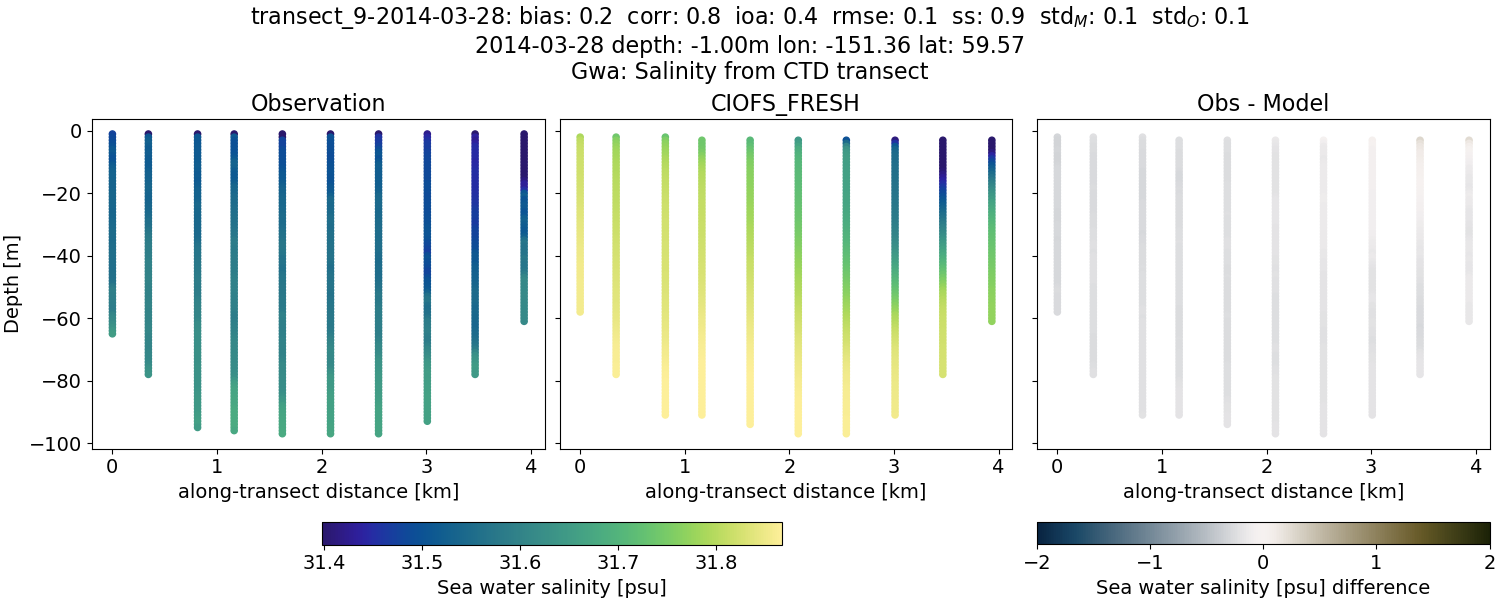 transect_9-2014-03-28: bias: 0.2 corr: 0.8 ioa: 0.4 rmse: 0.1 ss: 0.9 std_M: 0.1 std_O: 0.1
2014-03-28 depth: -1.00m lon: -151.36 lat: 59.57
Gwa: Salinity from CTD transect
Observation
CIOFS_FRESH
Obs - Model
Depth [m]
0
−20
−40
−60
−80
−100
0 1 2 3 4
0 1 2 3 4
0 1 2 3 4
along-transect distance [km]
along-transect distance [km]
along-transect distance [km]
31.4 31.5 31.6 31.7 31.8
Sea water salinity [psu]
−2 −1 0 1 2
Sea water salinity [psu] difference